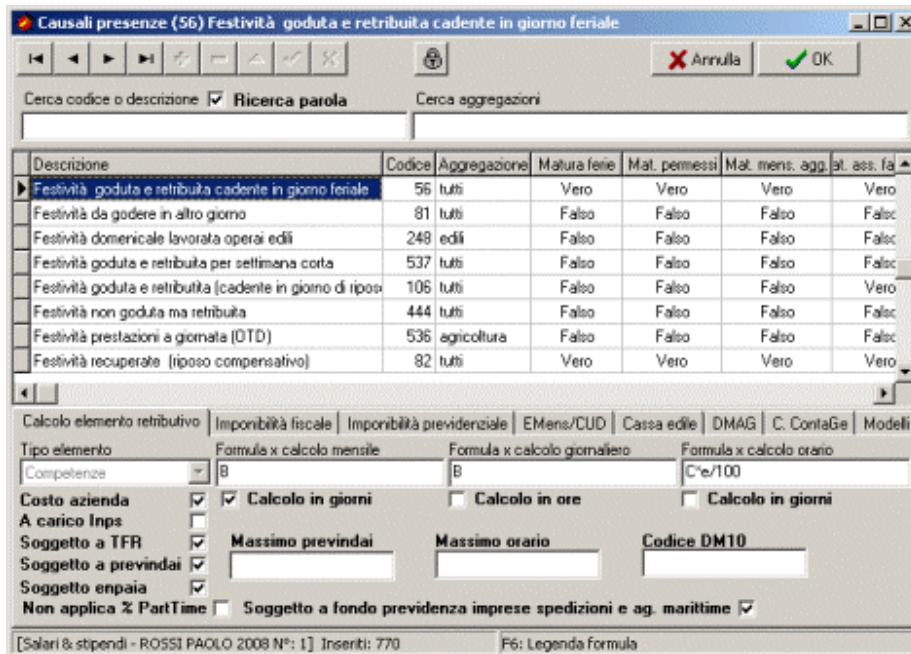 Causali presenze (56) Festività goduta e retribuita cadente in giorno feriale
Annulla OK
Cerca codice o descrizione Ricerca parola Cerca aggregazioni
Descrizione Codice Aggregazione Matura ferie Mat. permessi Mat. mens. agg. at. ass. fa
Festività goduta e retribuita cadente in giorno feriale 56 tutti Vero Vero Vero Vero
Festività da godere in altro giorno 81 tutti Falso Falso Falso Falso
Festività domenicale lavorata operai edili 248 edili Falso Falso Falso Falso
Festività goduta e retribuita per settimana corta 537 tutti Falso Falso Falso Falso
Festività goduta e retributita (cadente in giorno di ripos 106 tutti Falso Falso Falso Vero
Festività non goduta ma retribuita 444 tutti Falso Falso Falso Falso
Festività prestazioni a giornata (OTD) 536 agricoltura Falso Falso Falso Falso
Festività recuperate (riposo compensativo) 82 tutti Vero Vero Vero Vero
Calcolo elemento retributivo Imponibilità fiscale Imponibilità previdenziale EMens/CUD Cassa edile DMAG C. ContaGe Modelli
Tipo elemento Formula x calcolo mensile Formula x calcolo giornaliero Formula x calcolo orario
Competenze B B C*e/100
Costo azienda Calcolo in giorni Calcolo in ore Calcolo in giorni
A carico Inps
Soggetto a TFR Massimo previndai Massimo orario Codice DM10
Soggetto a previndai
Soggetto enpaia
Non applica % PartTime Soggetto a fondo previdenza imprese spedizioni e ag. marittime
[Salari & stipendi - ROSSI PAOLO 2008 N°: 1] Inseriti: 770 F6: Legenda formula